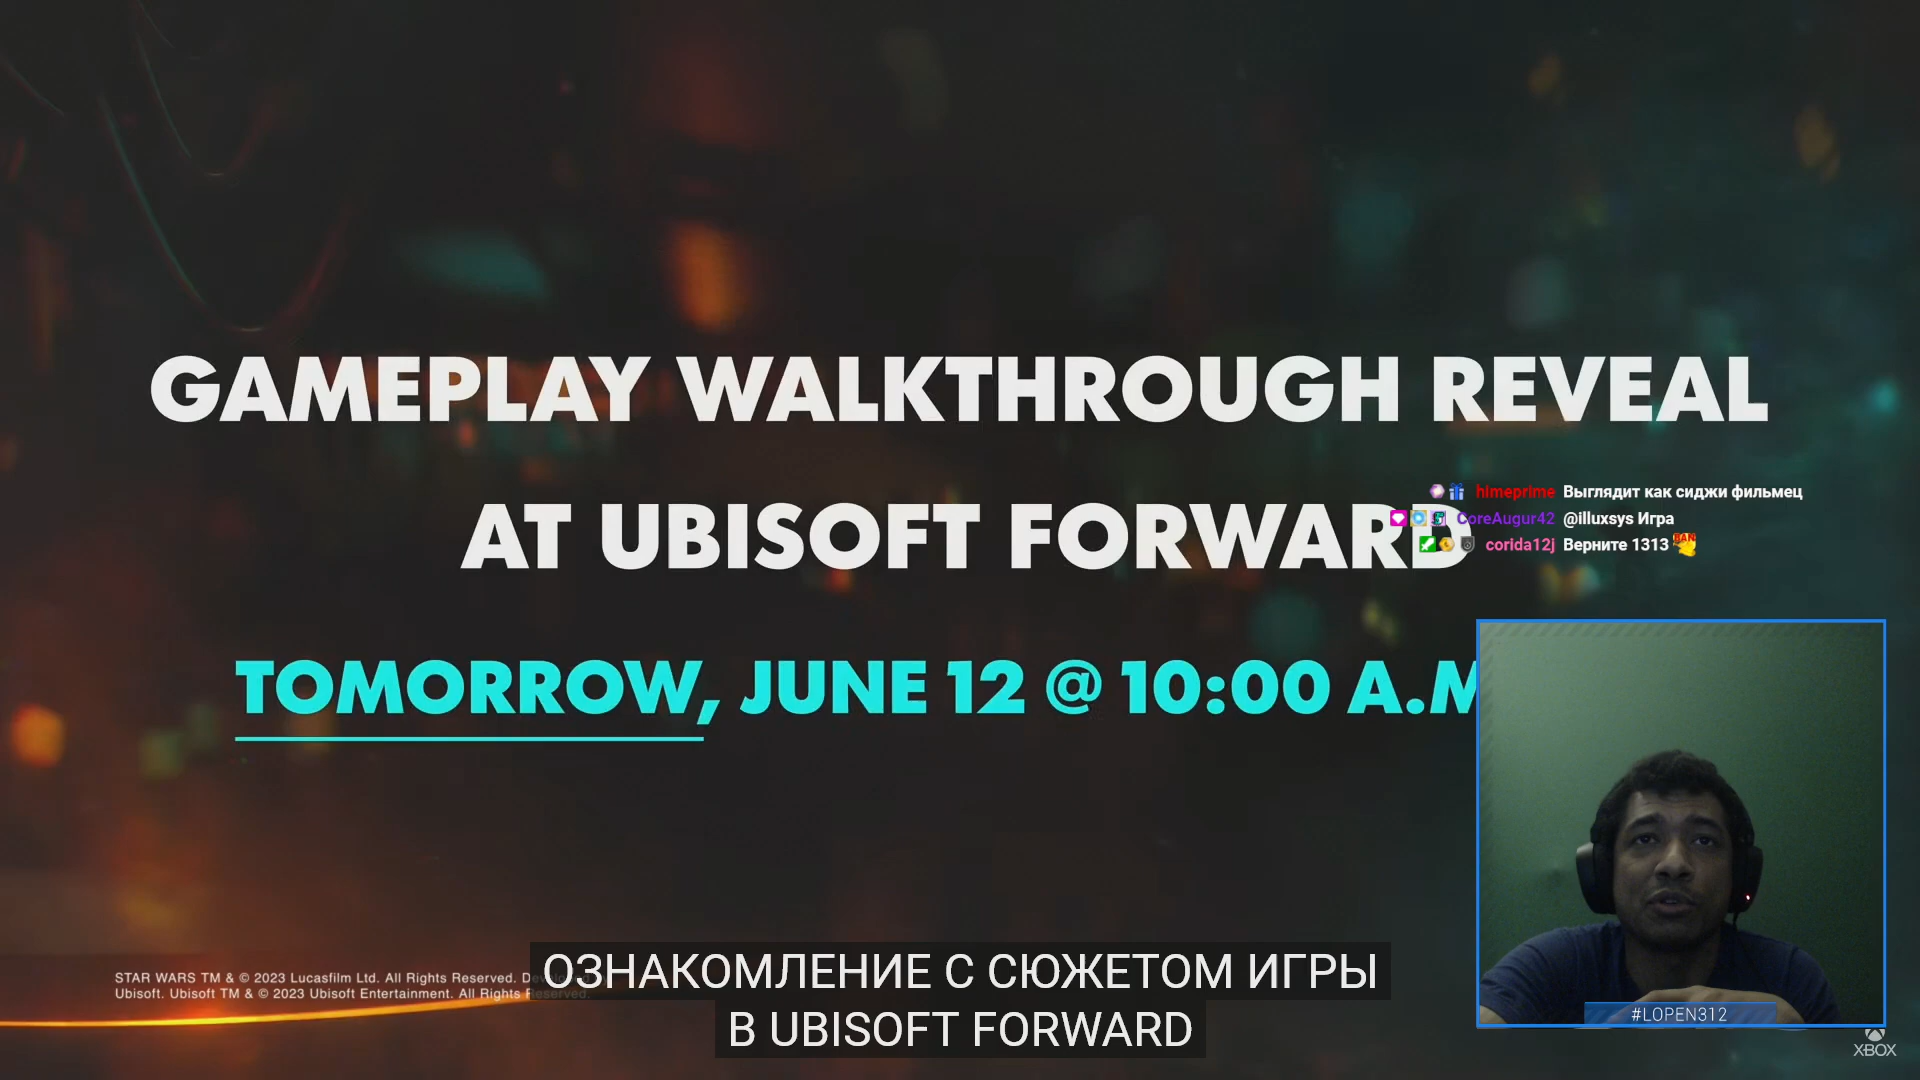 GAMEPLAY WALKTHROUGH REVEAL
himeprime Выглядит как сиджи фильмец
AT UBISOFT FORWARD
CoreAugur42 @illuxsys Игра
corida12j Верните 1313
TOMORROW, JUNE 12 @ 10:00 A.M
STAR WARS TM & © 2023 Lucasfilm Ltd. All Rights Reserved.
Ubisoft. Ubisoft TM & © 2023 Ubisoft Entertainment. All Rights Reserved.
ОЗНАКОМЛЕНИЕ С СЮЖЕТОМ ИГРЫ
В UBISOFT FORWARD
#LOPEN312
XBOX